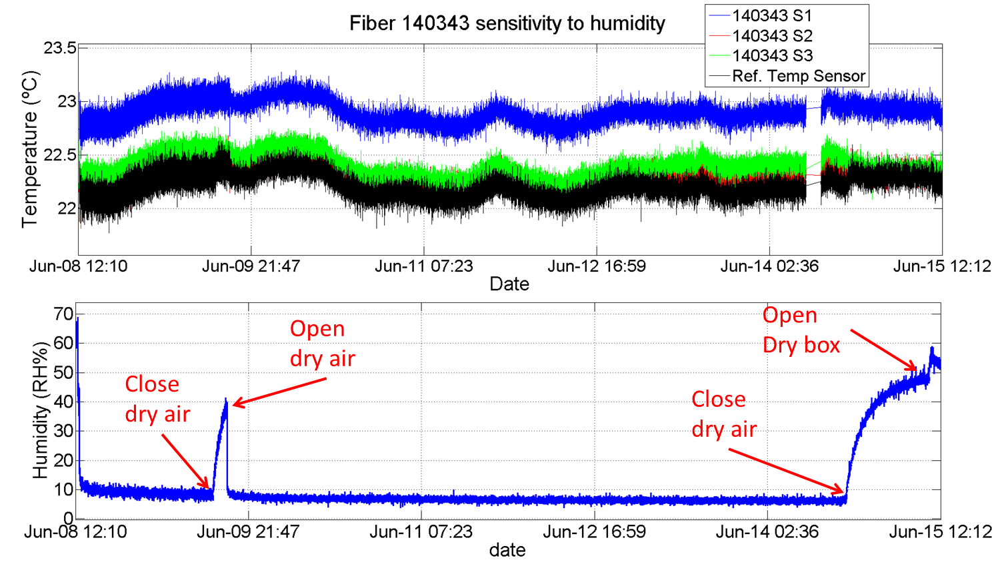 Fiber 140343 sensitivity to humidity
140343 S1
140343 S2
140343 S3
Ref. Temp Sensor
Temperature (ºC)
23.5
23
22.5
22
Jun-08 12:10
Jun-09 21:47
Jun-11 07:23
Jun-12 16:59
Jun-14 02:36
Jun-15 12:12
Date
Humidity (RH%)
70
60
50
40
30
20
10
0
Open
dry air
Close
dry air
Open
Dry box
Close
dry air
Jun-08 12:10
Jun-09 21:47
Jun-11 07:23
Jun-12 16:59
Jun-14 02:36
Jun-15 12:12
date